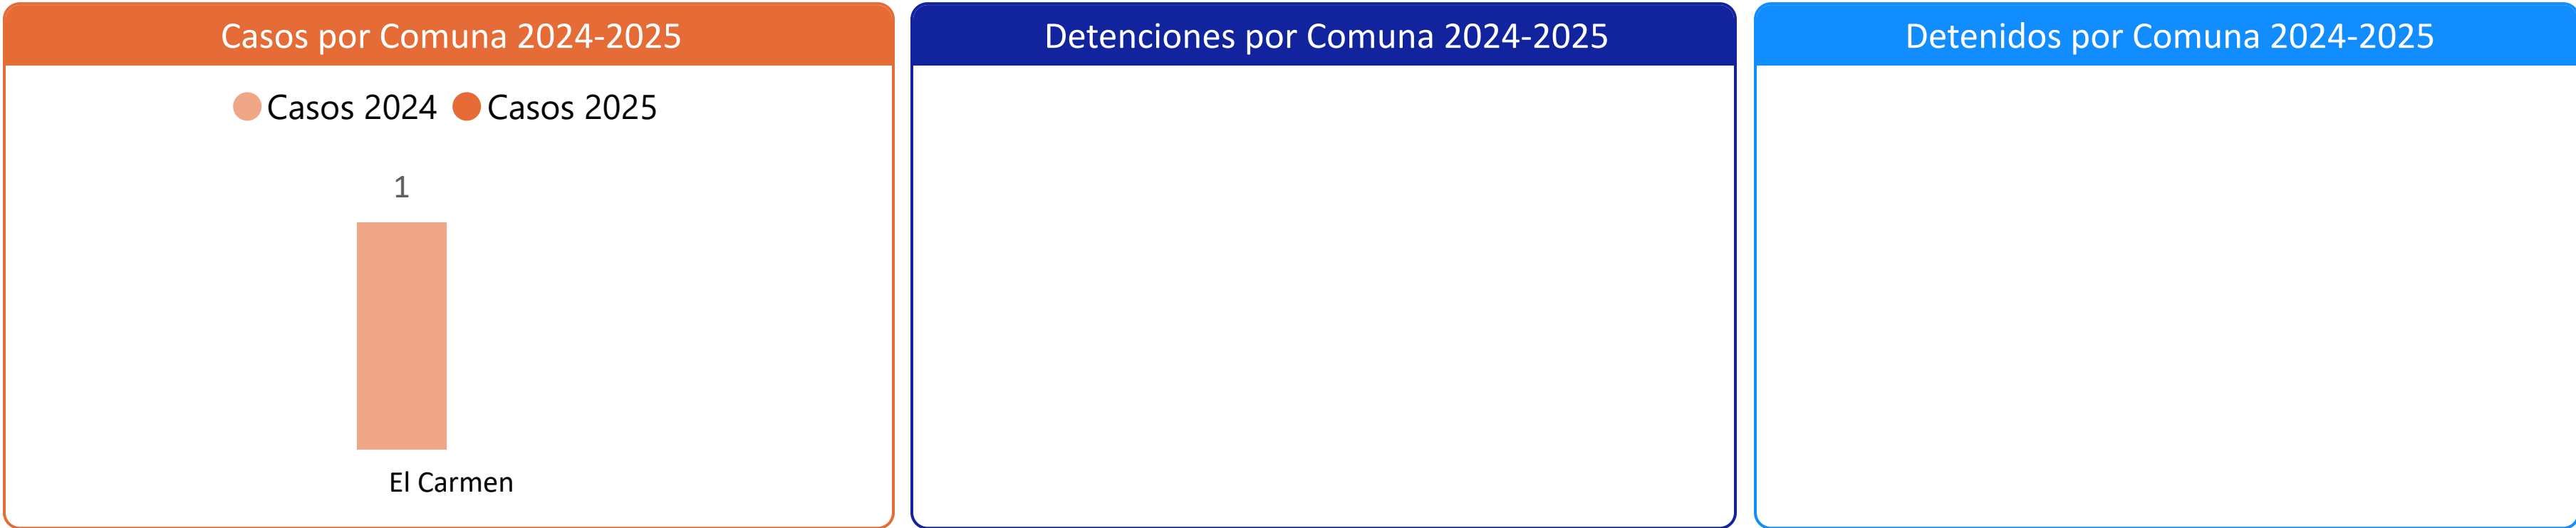 Casos por Comuna 2024-2025
Casos 2024 Casos 2025
1
El Carmen
Detenciones por Comuna 2024-2025
Detenidos por Comuna 2024-2025